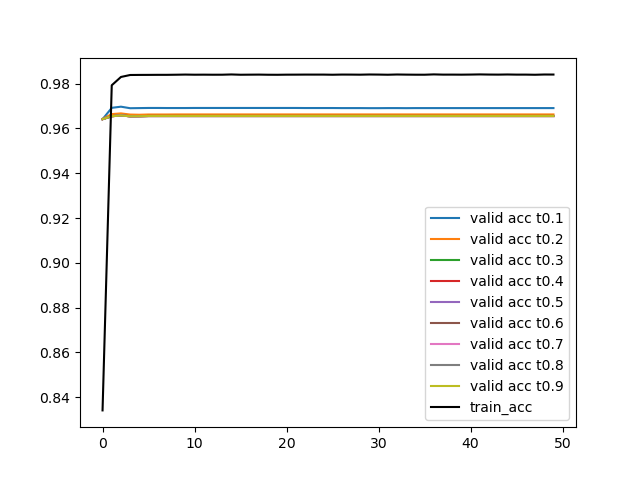 0.98
0.96
0.94
0.92
0.90
0.88
0.86
0.84
0
10
20
30
40
50
valid acc t0.1
valid acc t0.2
valid acc t0.3
valid acc t0.4
valid acc t0.5
valid acc t0.6
valid acc t0.7
valid acc t0.8
valid acc t0.9
train_acc